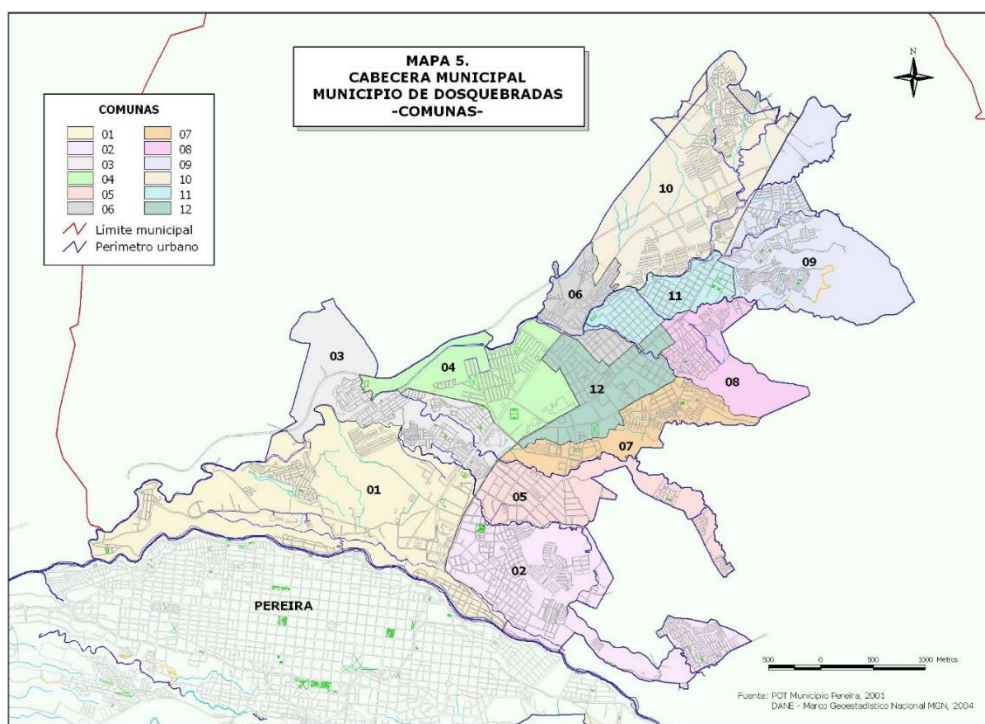 MAPA 5.
CABECERA MUNICIPAL
MUNICIPIO DE DOSQUEBRADAS
-COMUNAS-
N
COMUNAS
01 07
02 08
03 09
04 10
05 11
06 12
Límite municipal
Perímetro urbano
10
09
06
11
03
04
12
08
07
01
05
02
PEREIRA
500 0 500 1000 Metros
Fuente: POT Municipio Pereira, 2001
DANE - Marco Geoestadístico Nacional MGN, 2004